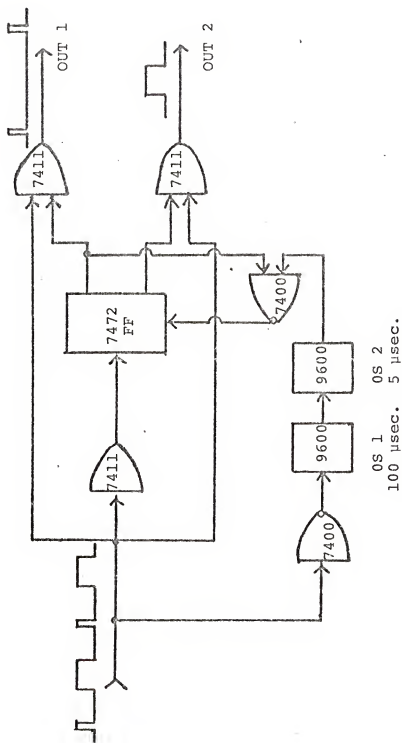 OUT 1
7411
OUT 2
7411
7472
FF
7400
7411
9600
OS 2
5 µsec.
9600
OS 1
100 µsec.
7400